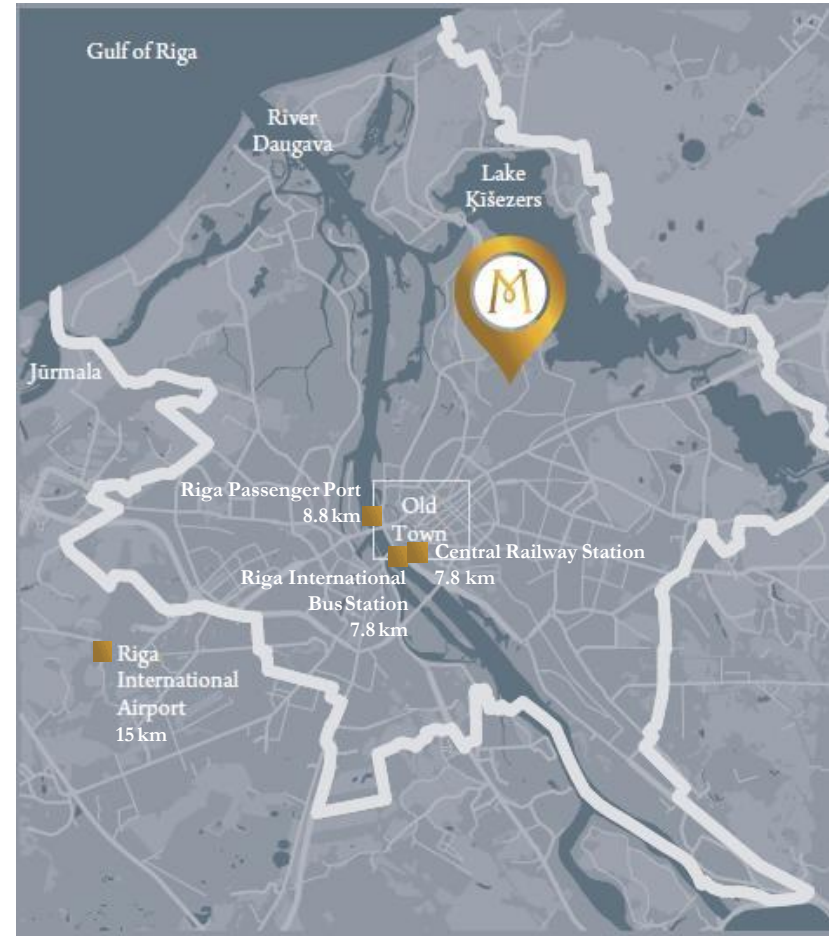 Gulf of Riga
River
Daugava
Lake
Ķīšezers
M
Jūrmala
Riga Passenger Port
8.8 km
Old
Town
Central Railway Station
7.8 km
Riga International
Bus Station
7.8 km
Riga
International
Airport
15 km